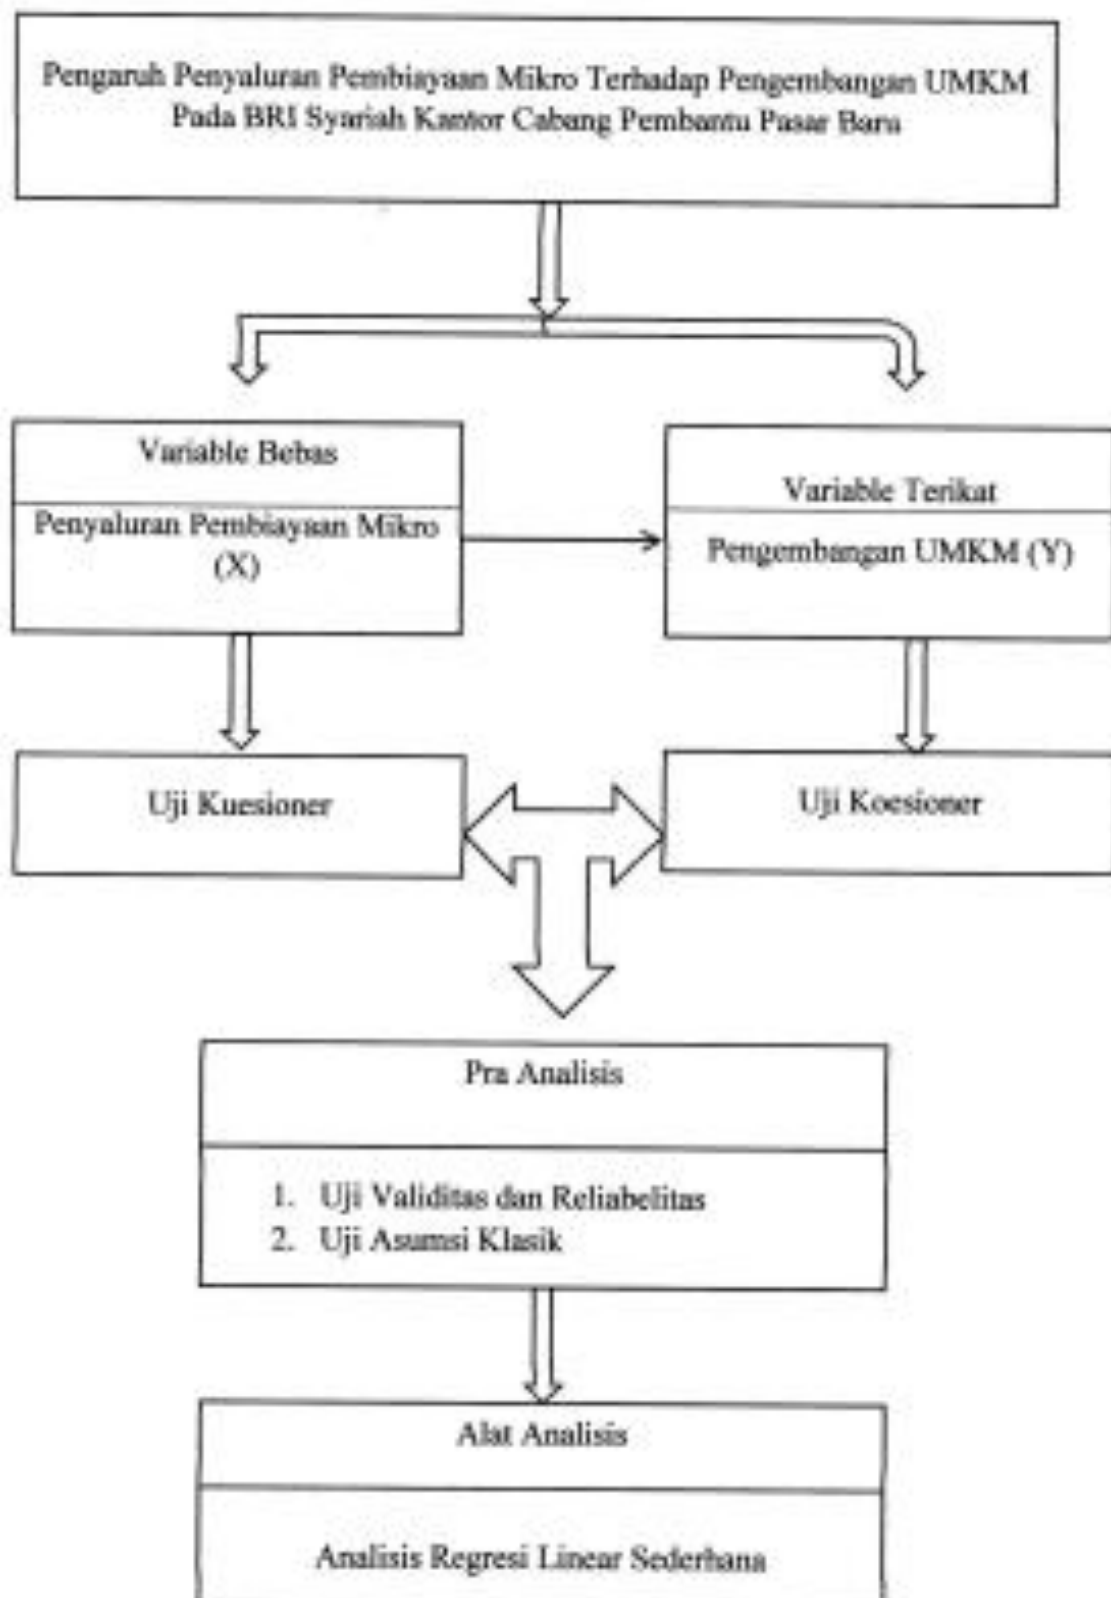 Pengaruh Penyaluran Pembiayaan Mikro Terhadap Pengembangan UMKM
Pada BRI Syariah Kantor Cabang Pembantu Pasar Baru
Variable Bebas
Penyaluran Pembiayaan Mikro
(X)
Variable Terikat
Pengembangan UMKM (Y)
Uji Kuesioner
Uji Koesioner
Pra Analisis
1. Uji Validitas dan Reliabelitas
2. Uji Asumsi Klasik
Alat Analisis
Analisis Regresi Linear Sederhana